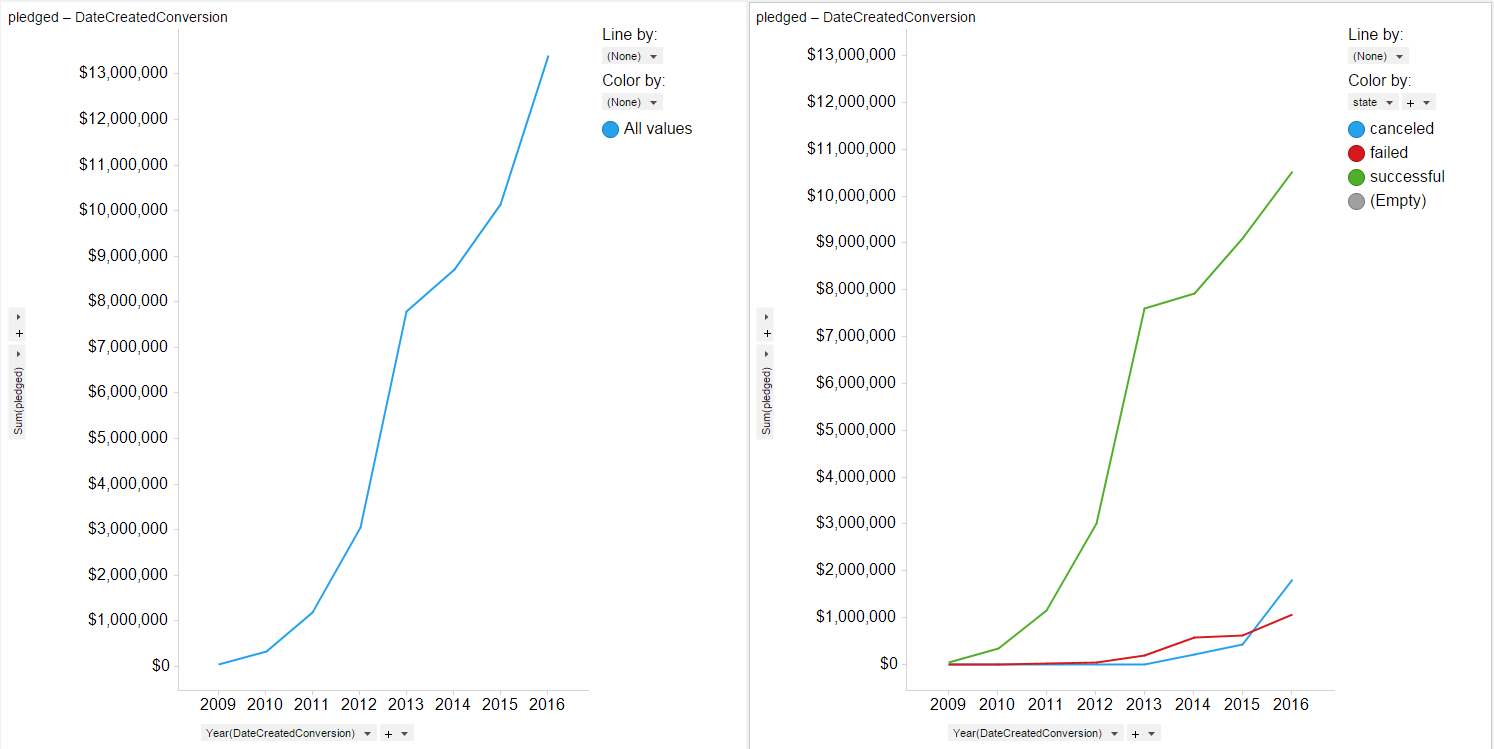 pledged – DateCreatedConversion
$13,000,000
$12,000,000
$11,000,000
$10,000,000
$9,000,000
$8,000,000
$7,000,000
$6,000,000
$5,000,000
$4,000,000
$3,000,000
$2,000,000
$1,000,000
$0
+
Sum(pledged)
2009 2010 2011 2012 2013 2014 2015 2016
Year(DateCreatedConversion) +
Line by:
(None)
Color by:
(None)
All values
pledged – DateCreatedConversion
$13,000,000
$12,000,000
$11,000,000
$10,000,000
$9,000,000
$8,000,000
$7,000,000
$6,000,000
$5,000,000
$4,000,000
$3,000,000
$2,000,000
$1,000,000
$0
+
Sum(pledged)
2009 2010 2011 2012 2013 2014 2015 2016
Year(DateCreatedConversion) +
Line by:
(None)
Color by:
state +
canceled
failed
successful
(Empty)